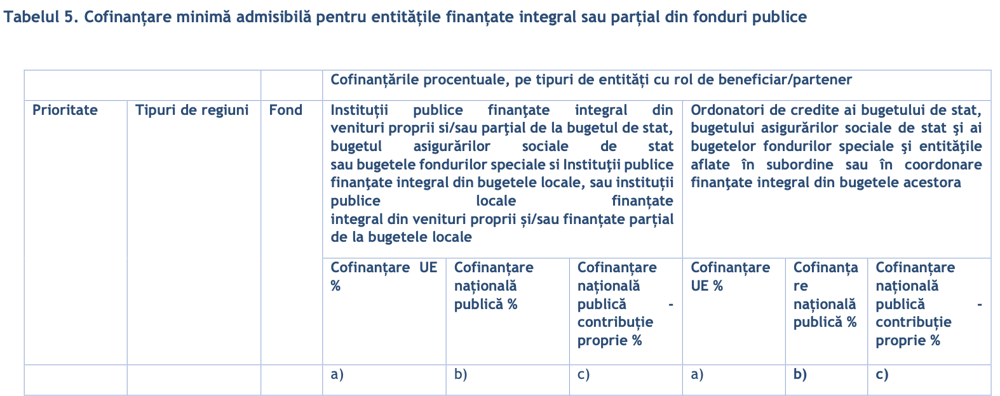 Tabelul 5. Cofinanțare minimă admisibilă pentru entitățile finanțate integral sau parțial din fonduri publice
Cofinanțările procentuale, pe tipuri de entități cu rol de beneficiar/partener
Prioritate
Tipuri de regiuni
Fond
Instituții publice finanţate integral din
venituri proprii si/sau parţial de la bugetul de stat,
bugetul asigurărilor sociale de stat
sau bugetele fondurilor speciale si Instituţii publice
finanţate integral din bugetele locale, sau instituții
publice locale finanțate
integral din venituri proprii și/sau finanțate parțial
de la bugetele locale
Ordonatori de credite ai bugetului de stat,
bugetului asigurărilor sociale de stat şi ai
bugetelor fondurilor speciale şi entităţile
aflate în subordine sau în coordonare
finanţate integral din bugetele acestora
Cofinanțare UE
%
Cofinanțare
națională
publică %
Cofinanțare
națională
publică -
contribuție
proprie %
Cofinanțare
UE %
Cofinanța
re
națională
publică %
Cofinanțare
națională
publică -
contribuție
proprie %
a)
b)
c)
a)
b)
c)